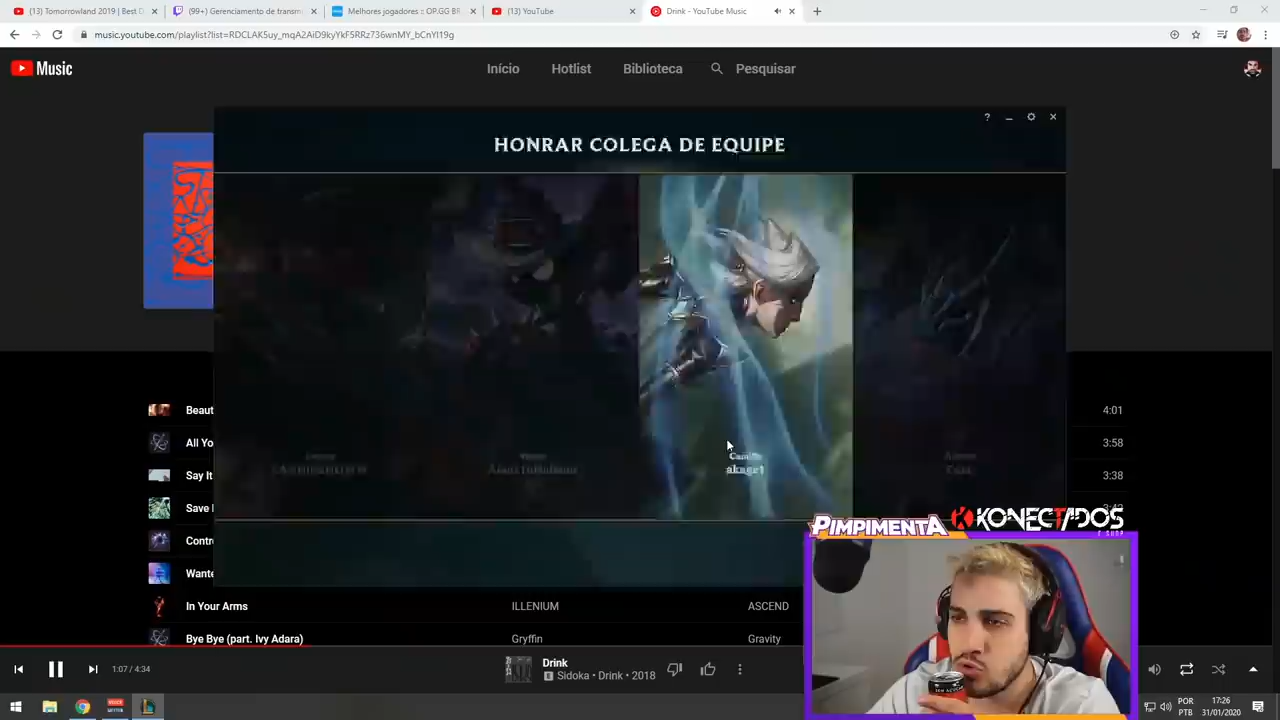 (13) Tomorrowland 2019 | Best D
(99+) Gerenciamento de transmi
Melhores jogadores :: OP.GG BR
(13) YouTube
Drink - YouTube Music
music.youtube.com/playlist?list=RDCLAK5uy_mqA2AiD9kyYkF5RRz736wnMY_bCnYl19g
Music
Início
Hotlist
Biblioteca
Pesquisar
HONRAR COLEGA DE EQUIPE
Beaut
4:01
All Yo
3:58
Say It
3:38
Save
Contr
Wante
Camille
akagr1
PIMPIMENTA
KONECTADOS
In Your Arms
ILLENIUM
ASCEND
Bye Bye (part. Ivy Adara)
Gryffin
Gravity
1:07 / 4:34
Drink
E Sidoka • Drink • 2018
POR
PTB
17:26
31/01/2020